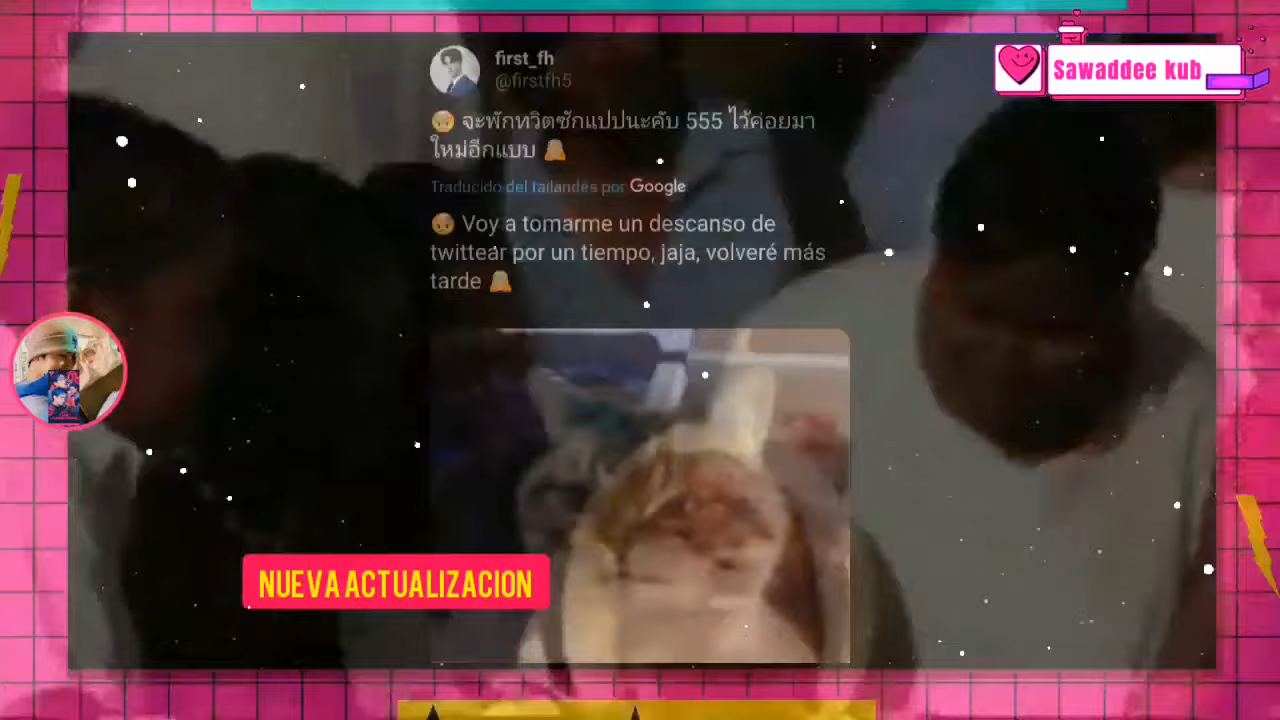 first_fh
@firstfh5
Sawaddee kub
😡 จะพักทวิตซักแปปนะคับ 555 ไว้ค่อยมา
ใหม่อีกแบบ
Traducido del tailandés por Google
😡 Voy a tomarme un descanso de
twittear por un tiempo, jaja, volveré más
tarde
NUEVA ACTUALIZACION